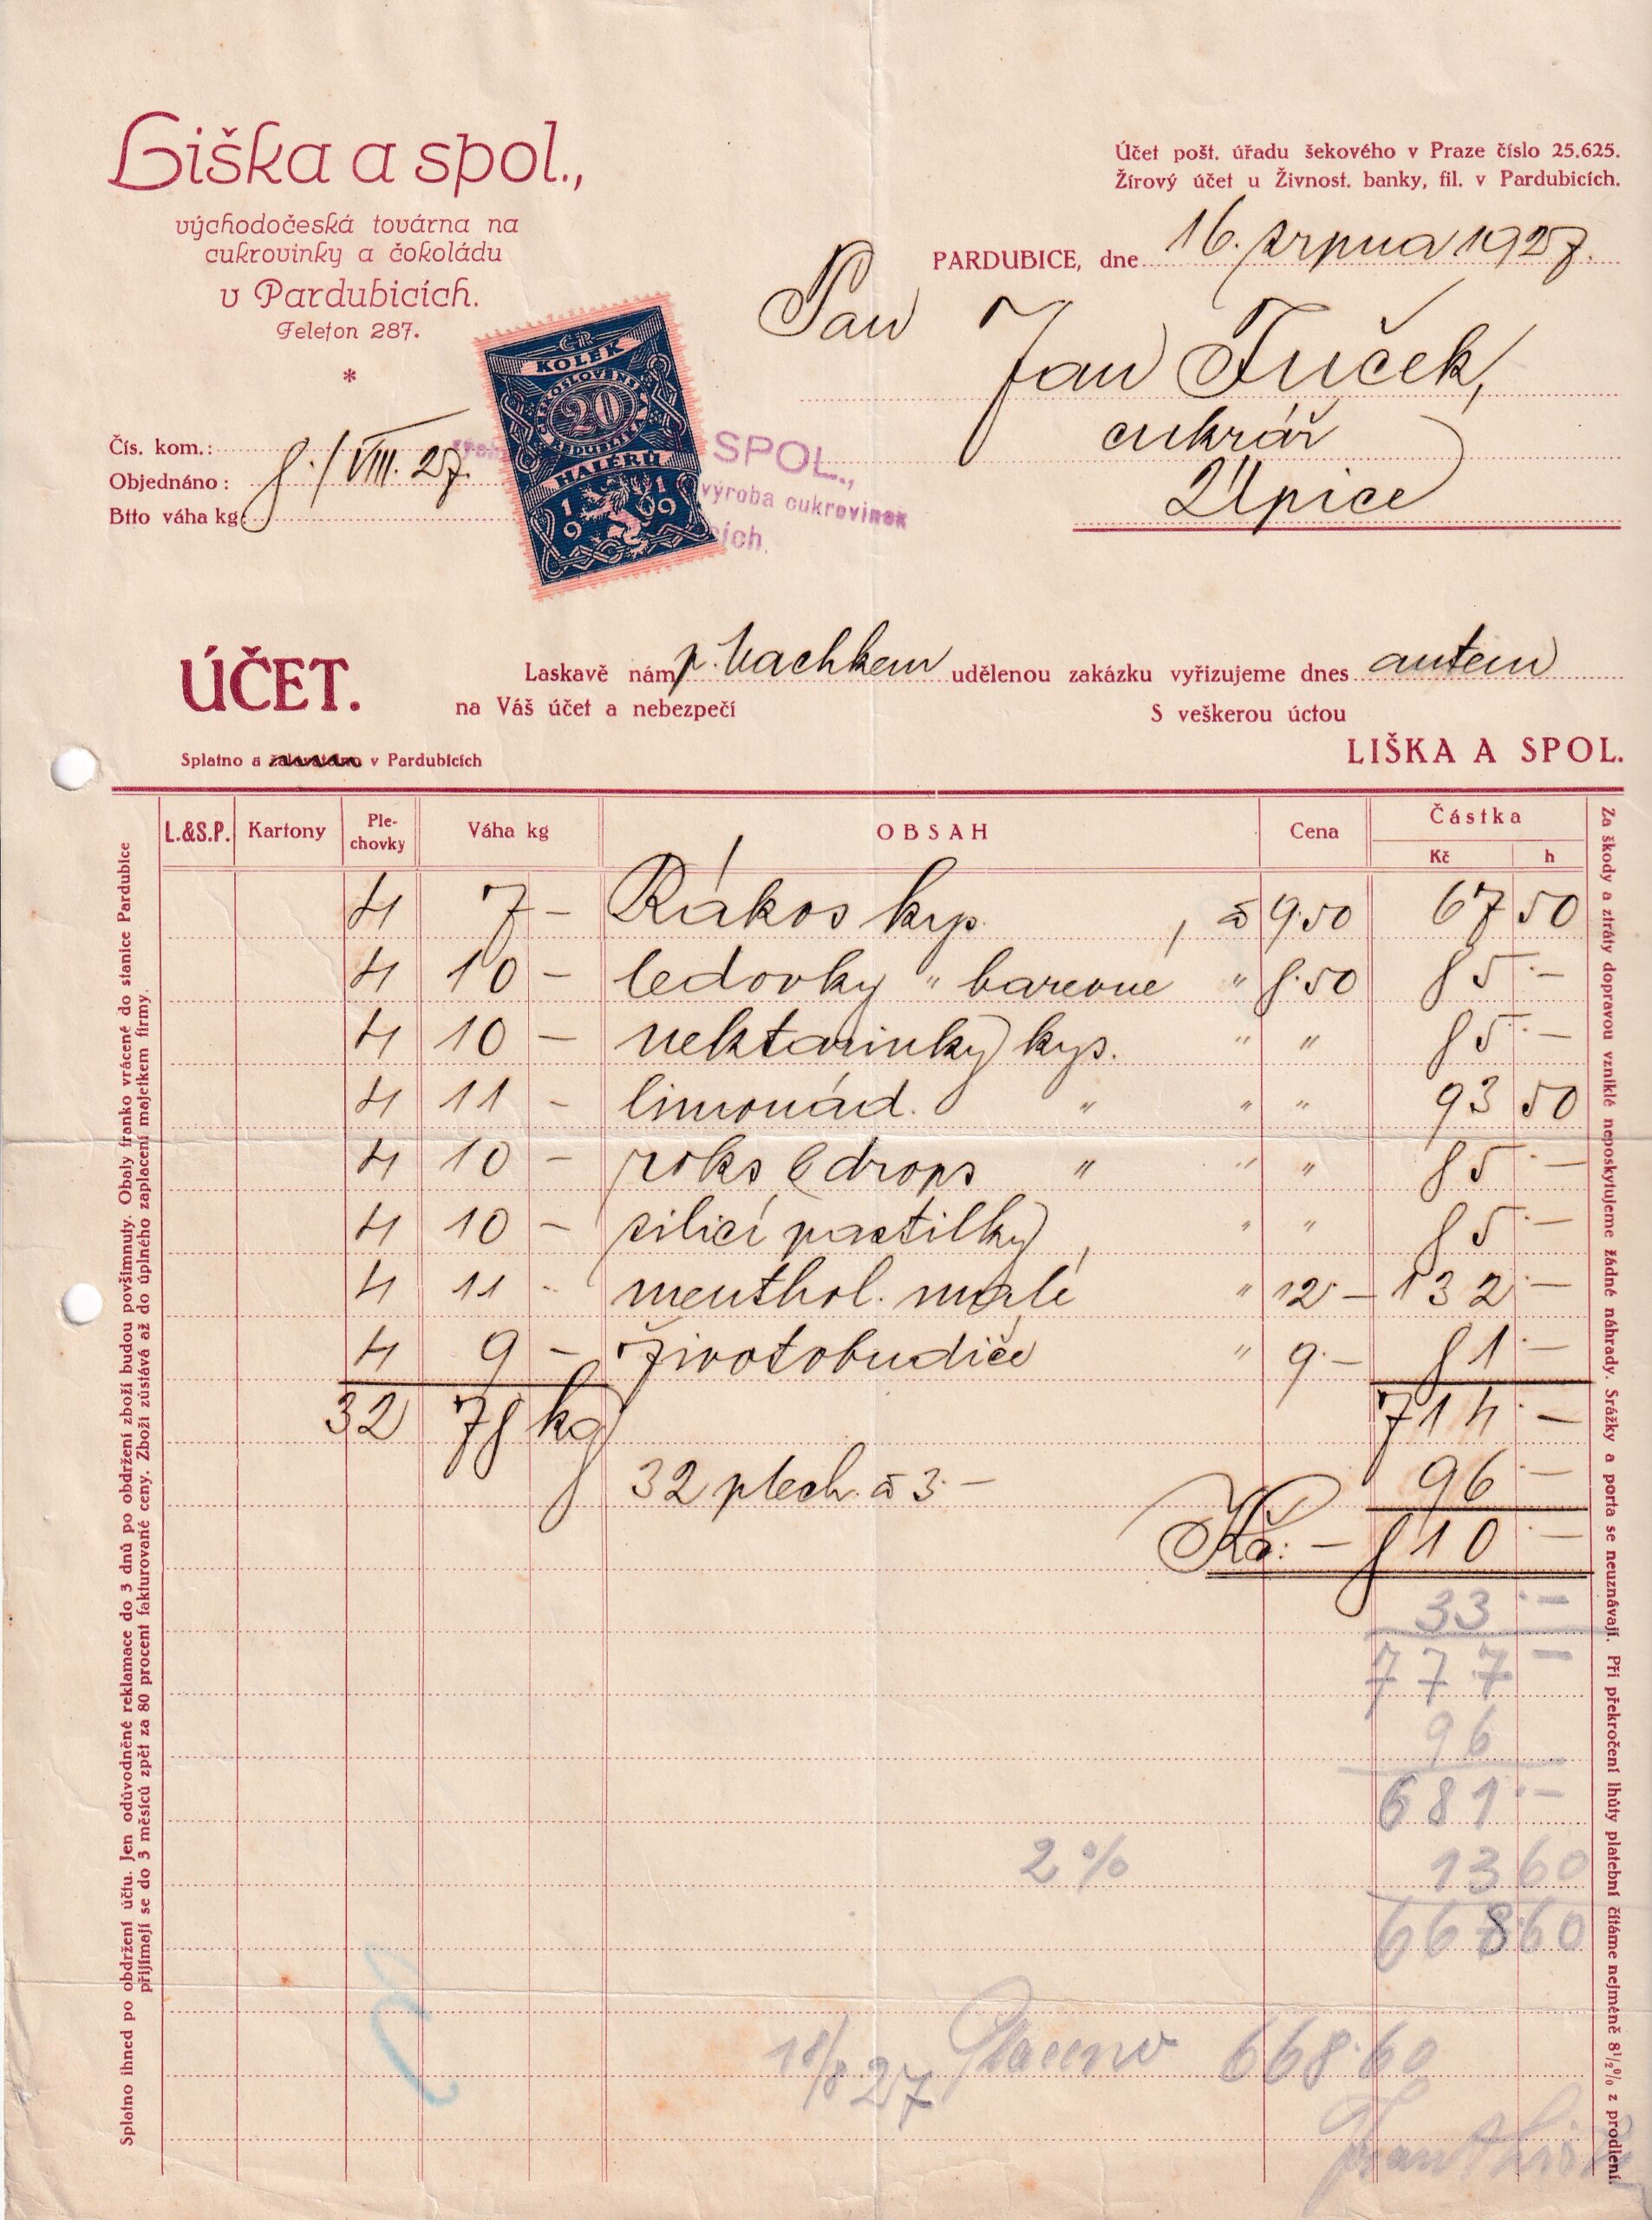 Liška a spol.,
východočeská továrna na
cukrovinky a čokoládu
v Pardubicích.
Telefon 287.
*
Účet pošt. úřadu šekového v Praze číslo 25.625.
Žírový účet u Živnost. banky, fil. v Pardubicích.
PARDUBICE, dne 16. srpna 1927.
Pan
Jan Tuček,
cukrář
Úpice
Čís. kom.:
Objednáno: 8./VIII. 27.
Btto váha kg:
ČR
KOLEK
ČESKOSLOVENSKÁ
20
REPUBLIKA
HALÉŘŮ
1919
SPOL.,
výroba cukrovinek
cích.
ÚČET.
Laskavě nám p. Vachkem udělenou zakázku vyřizujeme dnes autem
na Váš účet a nebezpečí
S veškerou úctou
LIŠKA A SPOL.
Splatno a žalovatelno v Pardubicích
L.&S.P. Kartony Plechovky Váha kg OBSAH Cena Částka
Kč h
4 7 – Rákos kys. , à 9·50 67 50
4 10 – ledovky " barevné " 8·50 85·–
4 10 – nektarinky kys. " " 85·–
4 11 – limonád. " " " 93 50
4 10 – roks & drops " " " 85·–
4 10 – silicí pastilky, " " 85·–
4 11 – menthol. malé " 12·– 132·–
4 9 – životobudiče " 9·– 81·–
32 78 kg 714·–
32 plech. à 3·– 96·–
Kč: – 810·–
33·–
777 –
96
681·–
2% 13 60
668 60
18/8 27 Placeno 668·60
Splatno ihned po obdržení účtu. Jen odůvodněné reklamace do 3 dnů po obdržení zboží budou povšimnuty. Obaly franko vrácené do stanice Pardubice
přijímají se do 3 měsíců zpět za 80 procent fakturované ceny. Zboží zůstává až do úplného zaplacení majetkem firmy.
Za škody a ztráty dopravou vzniklé neposkytujeme žádné náhrady. Srážky a porta se neuznávají. Při překročení lhůty platební čítáme nejméně 8½% z prodlení.